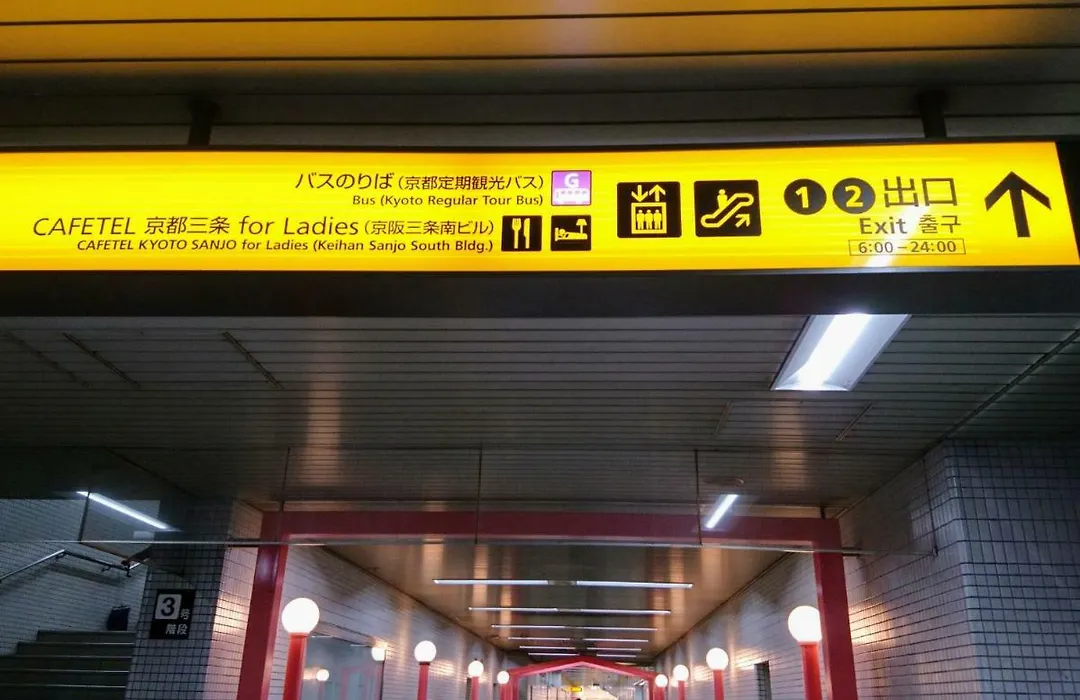 バスのりば (京都定期観光バス) G
Bus (Kyoto Regular Tour Bus)
CAFETEL 京都三条 for Ladies (京阪三条南ビル)
CAFETEL KYOTO SANJO for Ladies (Keihan Sanjo South Bldg.)
1 2 出口
Exit 출구
6:00-24:00
3号
階段